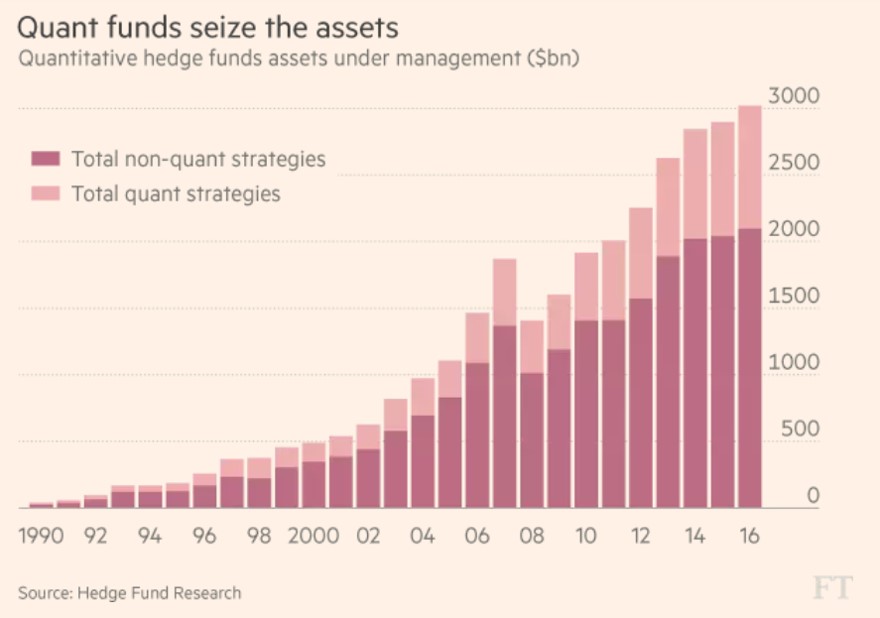 Quant funds seize the assets
Quantitative hedge funds assets under management ($bn)
3000
Total non-quant strategies
2500
Total quant strategies
2000
1500
1000
500
0
1990 92 94 96 98 2000 02 04 06 08 10 12 14 16
Source: Hedge Fund Research
FT